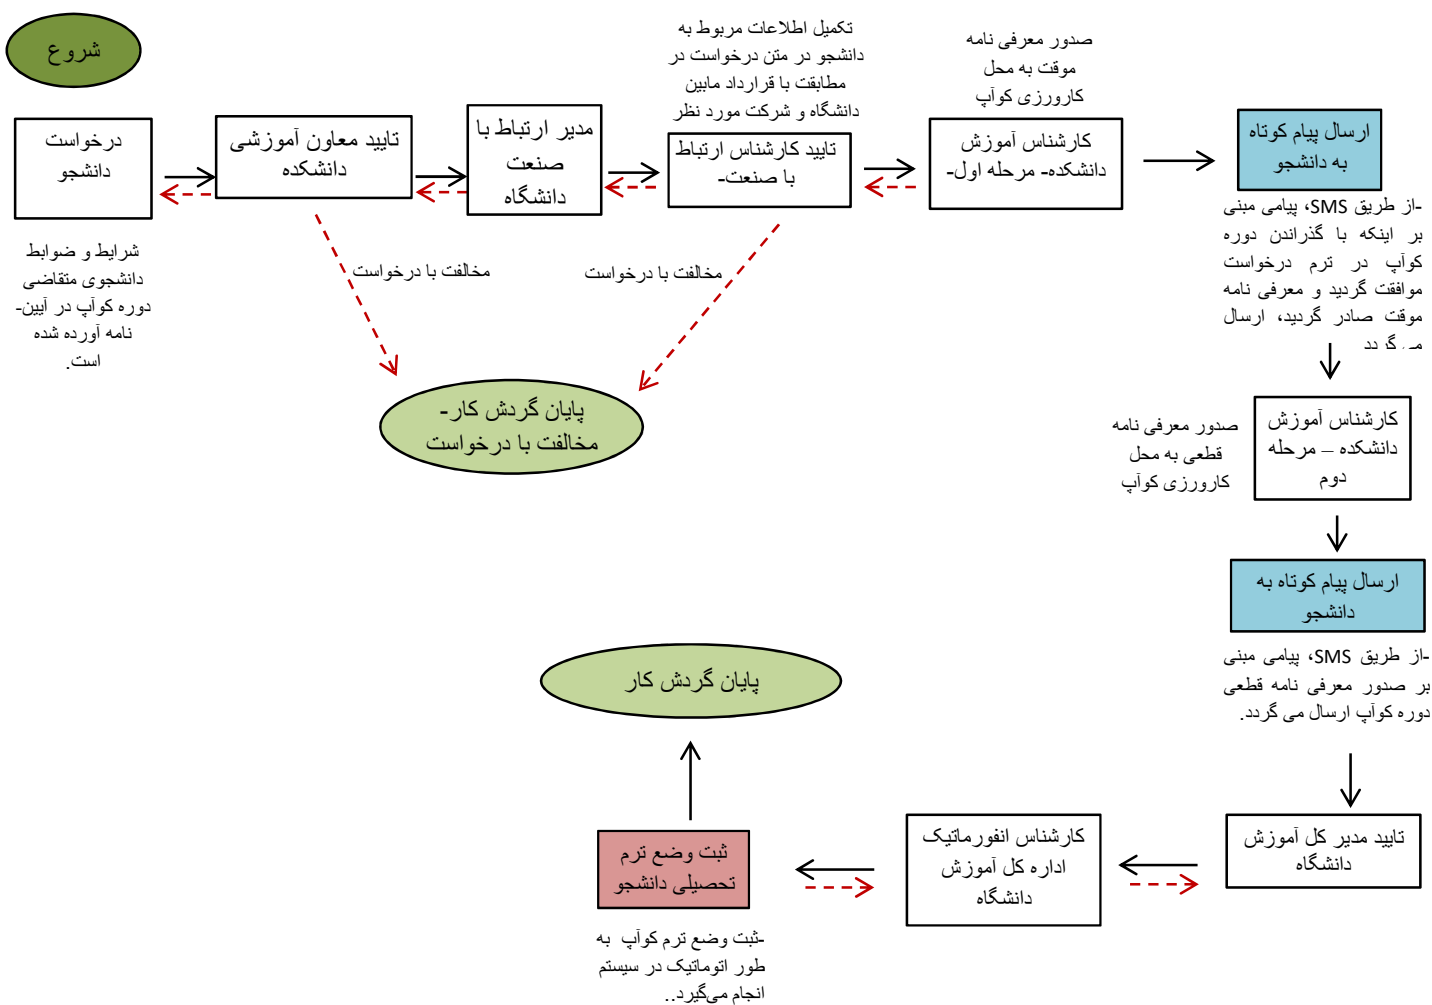 شروع
درخواست
دانشجو
شرایط و ضوابط
دانشجوی متقاضی
دوره کوآپ در آیین-
نامه آورده شده
است.
تایید معاون آموزشی
دانشکده
مدیر ارتباط با
صنعت
دانشگاه
تکمیل اطلاعات مربوط به
دانشجو در متن درخواست در
مطابقت با قرارداد مابین
دانشگاه و شرکت مورد نظر
تایید کارشناس ارتباط
با صنعت-
صدور معرفی نامه
موقت به محل
کارورزی کوآپ
کارشناس آموزش
دانشکده- مرحله اول-
ارسال پیام کوتاه
به دانشجو
-از طریق SMS، پیامی مبنی
بر اینکه با گذراندن دوره
کوآپ در ترم درخواست
موافقت گردید و معرفی نامه
موقت صادر گردید، ارسال
می گردد
مخالفت با درخواست
مخالفت با درخواست
پایان گردش کار-
مخالفت با درخواست
کارشناس آموزش
دانشکده – مرحله
دوم
صدور معرفی نامه
قطعی به محل
کارورزی کوآپ
ارسال پیام کوتاه به
دانشجو
-از طریق SMS، پیامی مبنی
بر صدور معرفی نامه قطعی
دوره کوآپ ارسال می گردد.
تایید مدیر کل آموزش
دانشگاه
کارشناس انفورماتیک
اداره کل آموزش
دانشگاه
ثبت وضع ترم
تحصیلی دانشجو
-ثبت وضع ترم کوآپ به
طور اتوماتیک در سیستم
انجام می‌گیرد..
پایان گردش کار